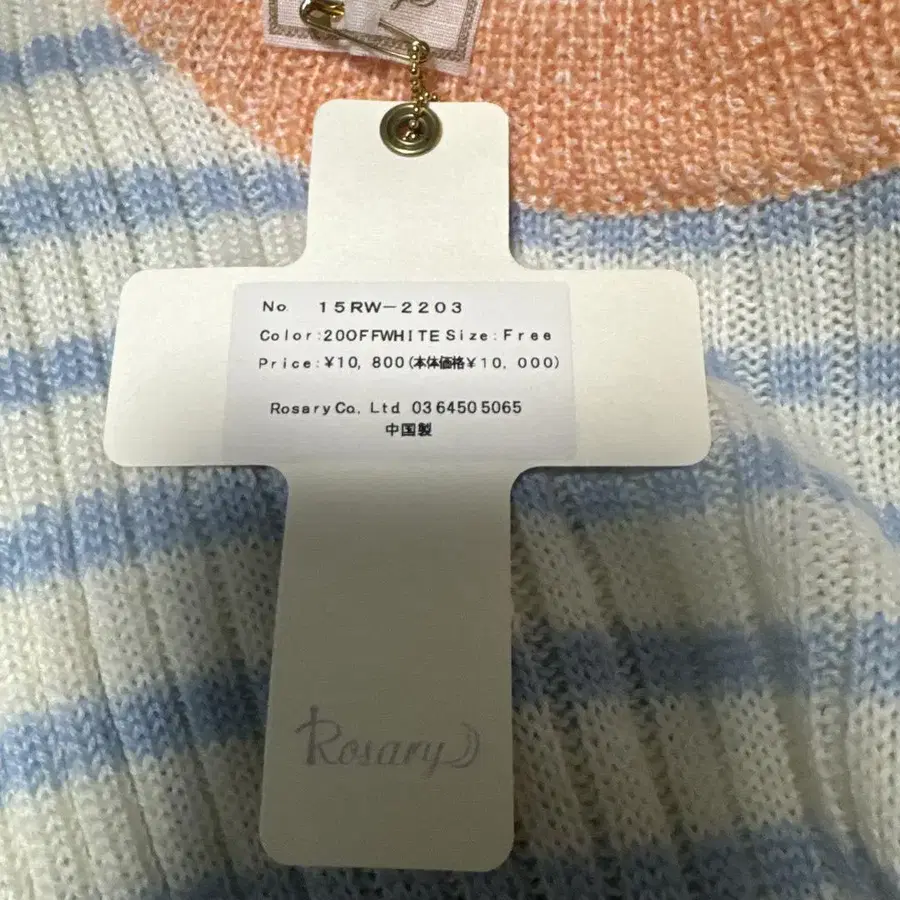 No. 15RW-2203
Color:20OFFWHITE Size:Free
Price:¥10,800(本体価格¥10,000)
Rosary Co. Ltd 0364505065
中国製
Rosary